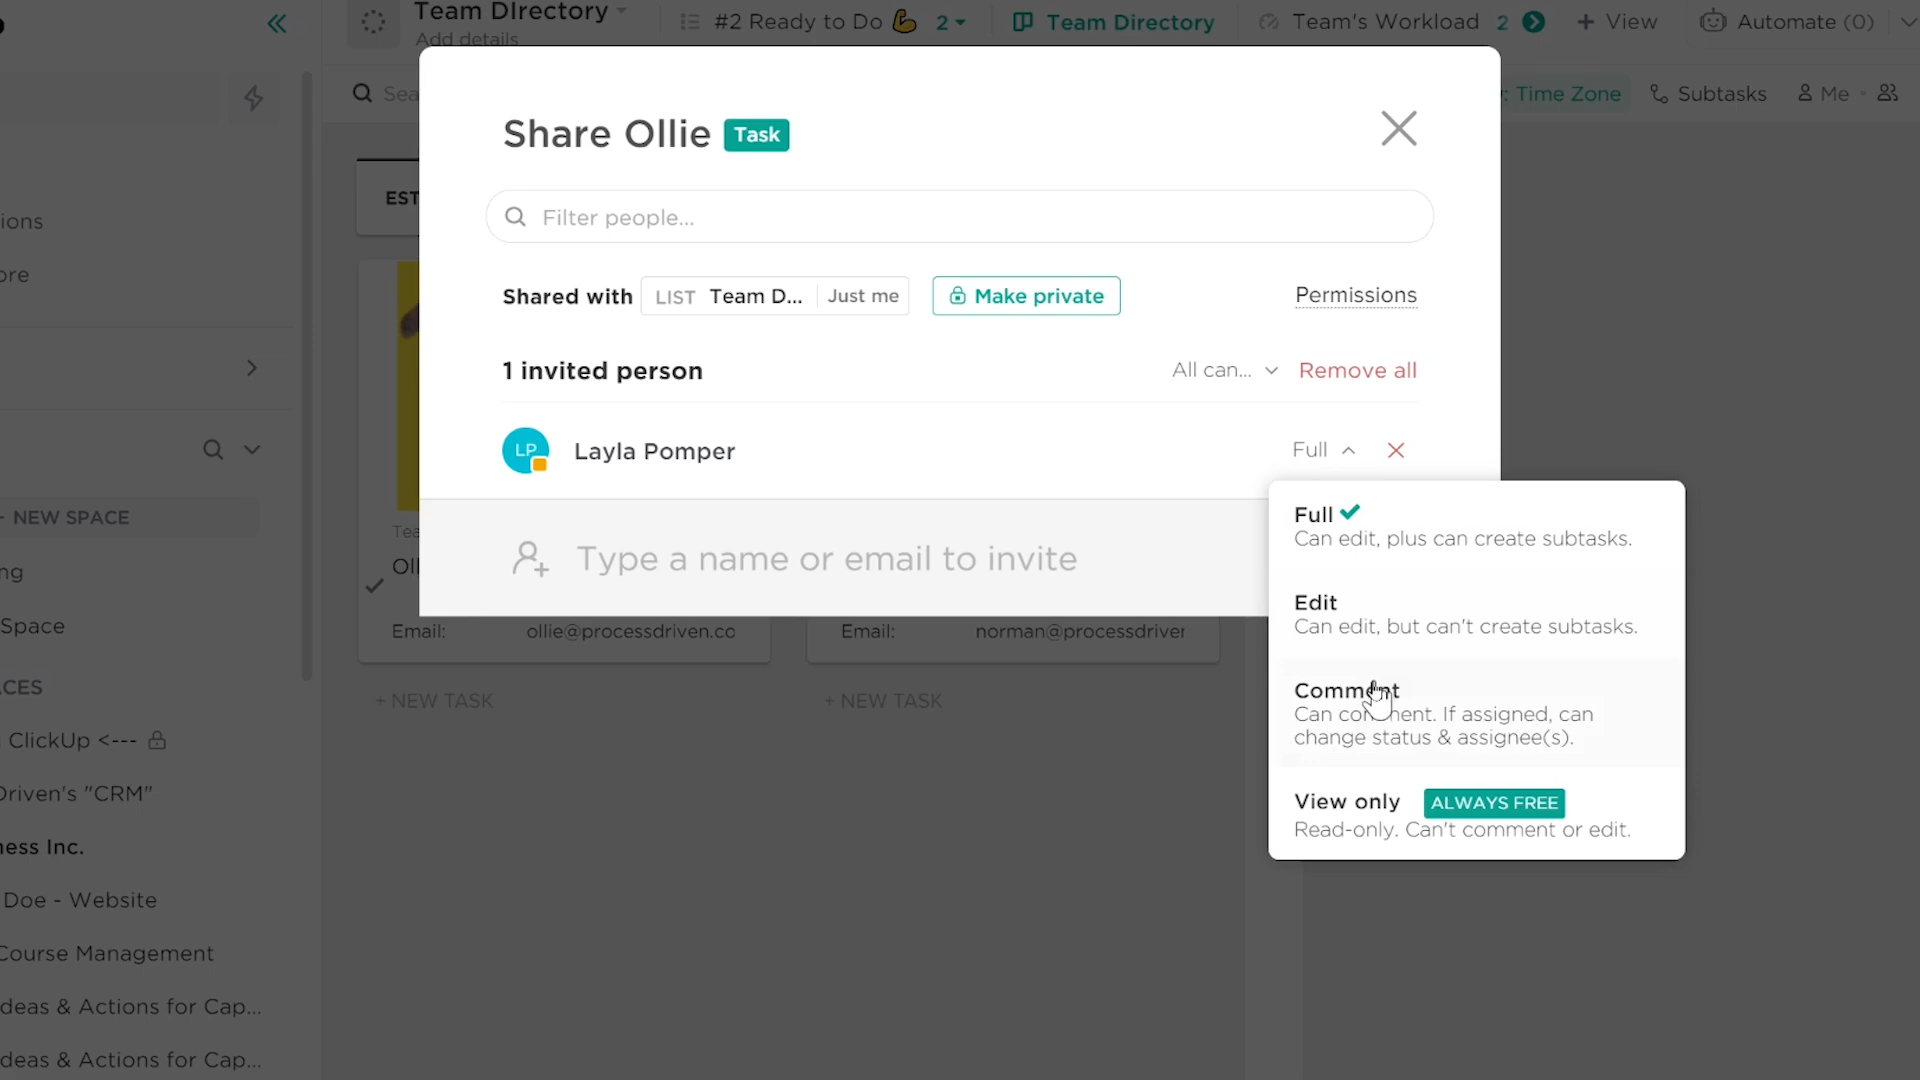 Team DIrectory
Add details
#2 Ready to Do 💪 2
Team Directory
Team's Workload 2
+ View
Automate (0)
Sea
: Time Zone
Subtasks
Me
Share Ollie Task
Filter people...
EST
ions
ore
Shared with LIST Team D... Just me Make private Permissions
1 invited person All can... Remove all
LP Layla Pomper Full
Full ✔
Can edit, plus can create subtasks.
Edit
Can edit, but can't create subtasks.
Comment
Can comment. If assigned, can
change status & assignee(s).
View only ALWAYS FREE
Read-only. Can't comment or edit.
Type a name or email to invite
Tea
Oll
Email: ollie@processdriven.co
Email: norman@processdriver
+ NEW TASK
+ NEW TASK
NEW SPACE
ng
Space
CES
ClickUp <---
Driven's "CRM"
ness Inc.
Doe - Website
Course Management
deas & Actions for Cap...
deas & Actions for Cap...